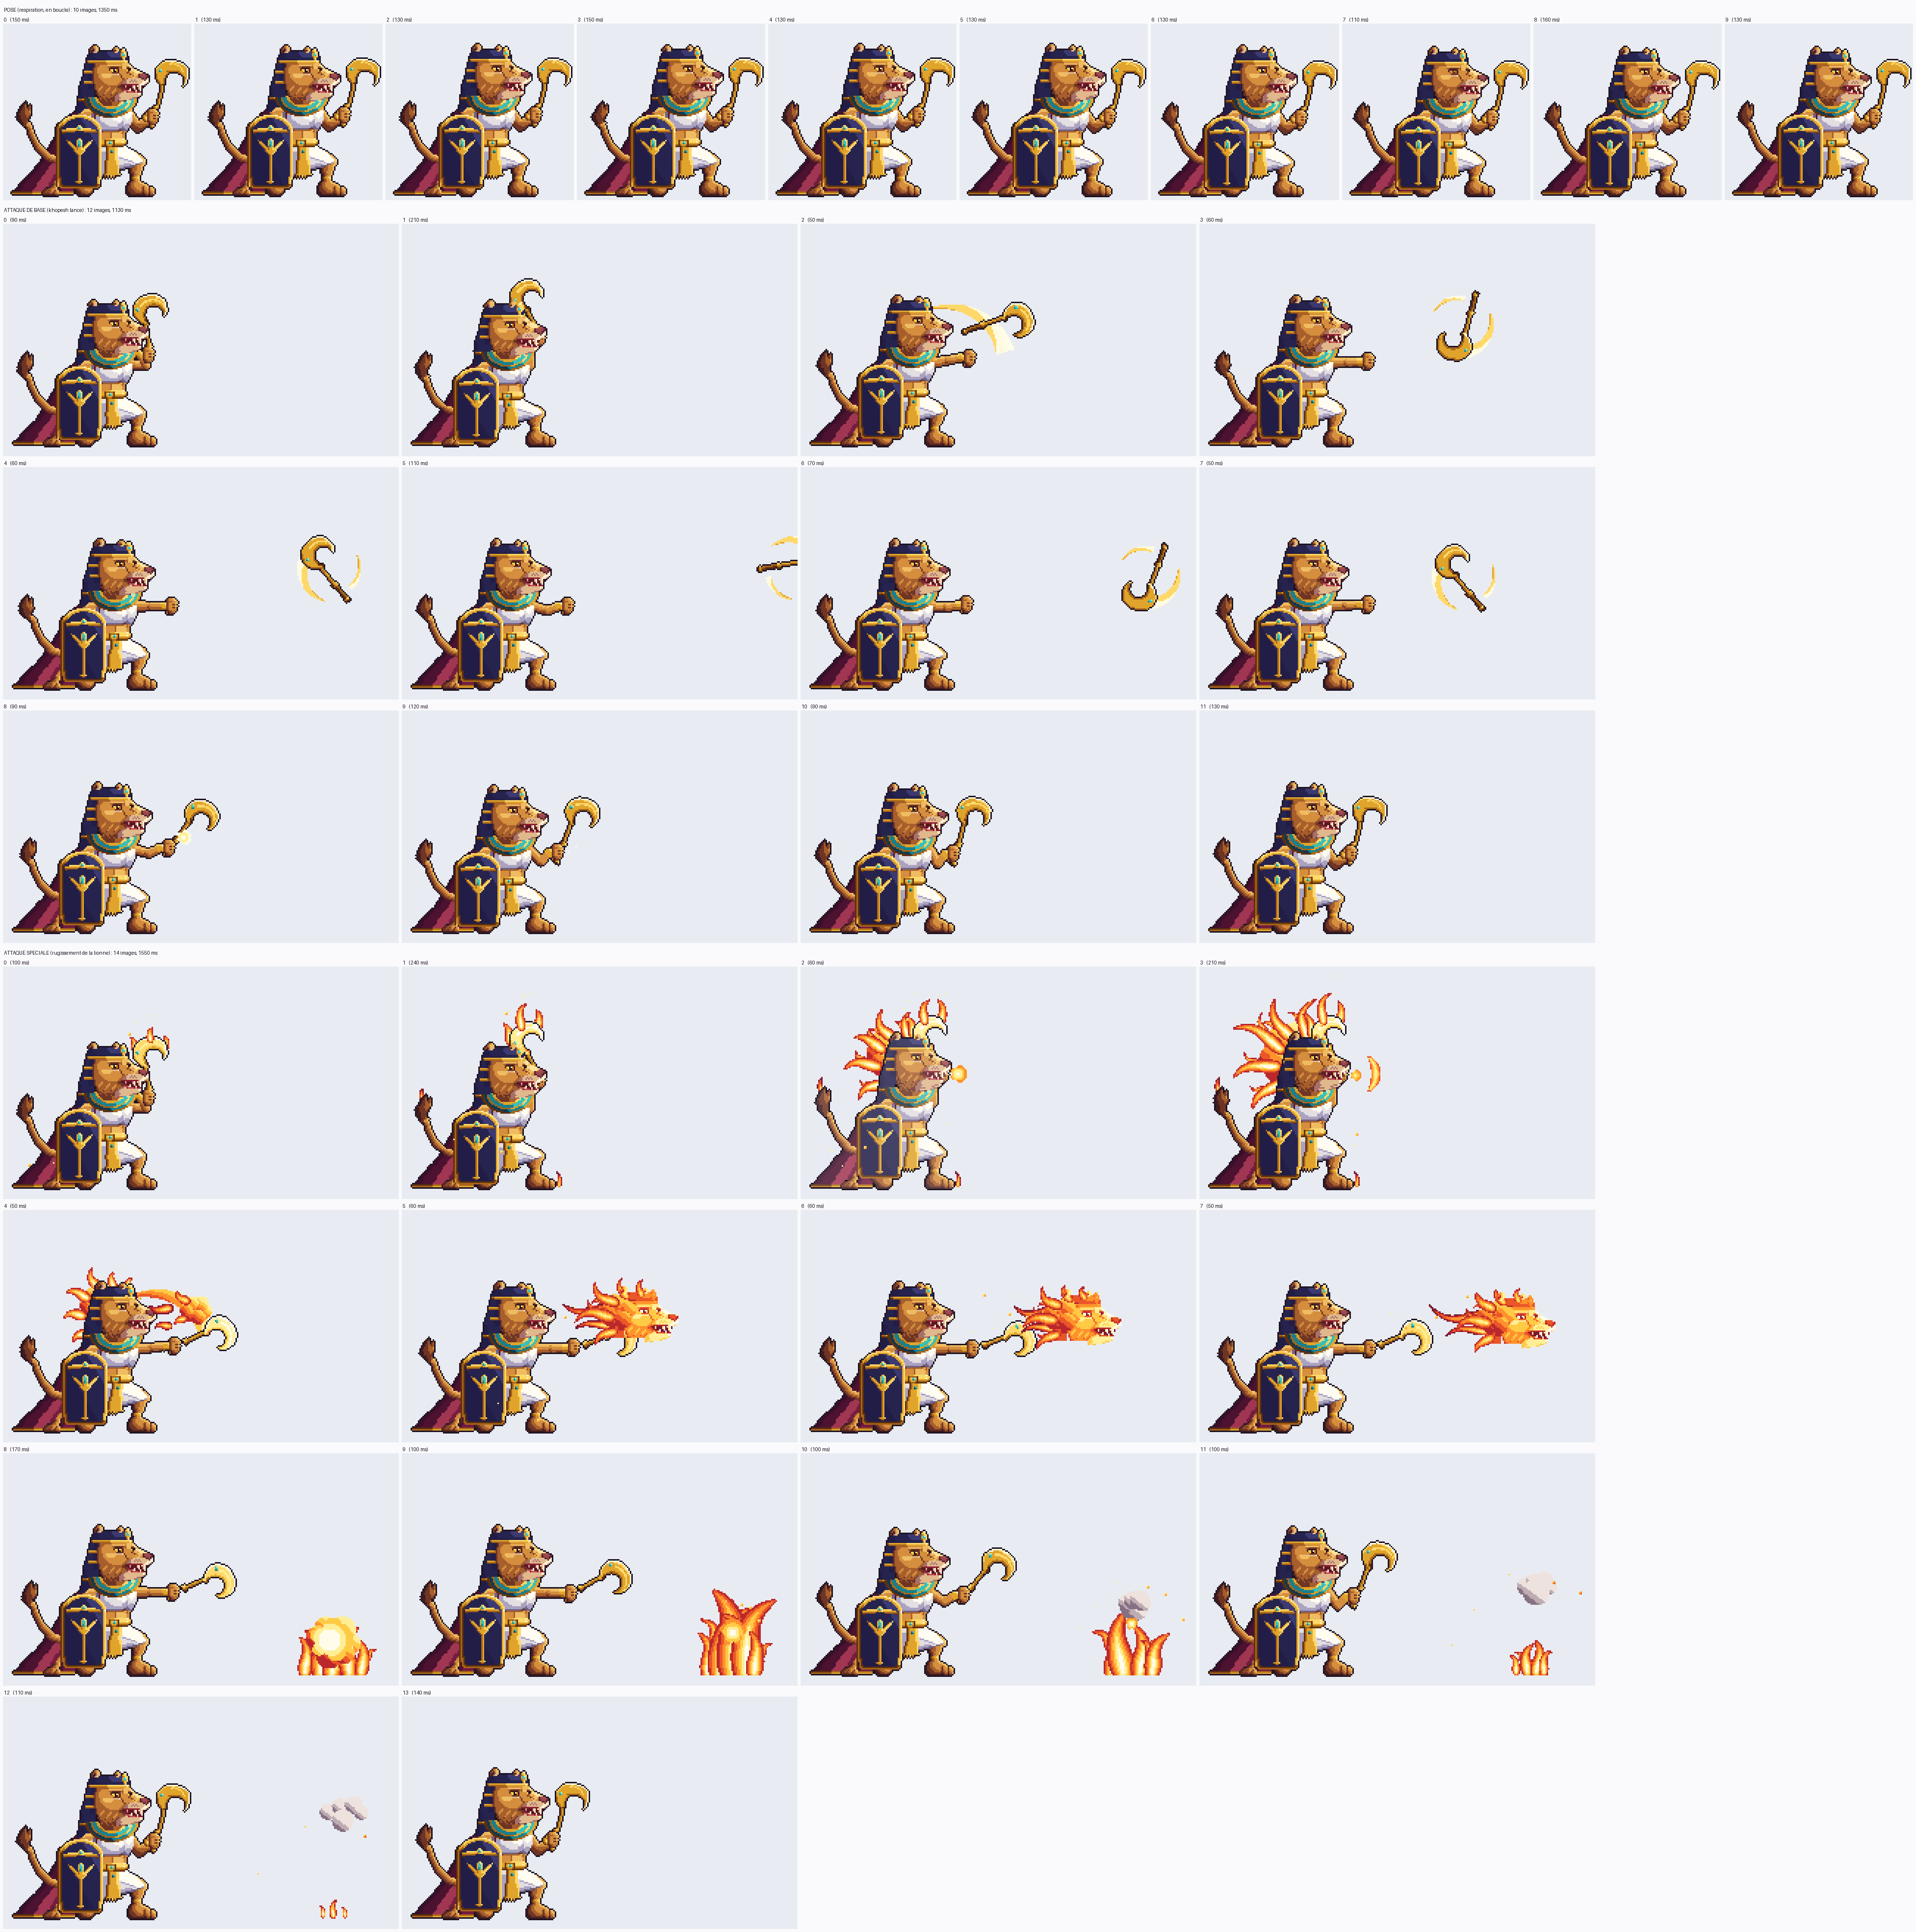 POSE (respiration, en boucle) : 10 images, 1350 ms
0 (150 ms) 1 (130 ms) 2 (130 ms) 3 (150 ms) 4 (130 ms) 5 (130 ms) 6 (130 ms) 7 (110 ms) 8 (160 ms) 9 (130 ms)
ATTAQUE DE BASE (khopesh lance) : 12 images, 1130 ms
0 (90 ms) 1 (210 ms) 2 (50 ms) 3 (60 ms)
4 (60 ms) 5 (110 ms) 6 (70 ms) 7 (50 ms)
8 (90 ms) 9 (120 ms) 10 (90 ms) 11 (130 ms)
ATTAQUE SPECIALE (rugissement de la lionne) : 14 images, 1550 ms
0 (100 ms) 1 (240 ms) 2 (60 ms) 3 (210 ms)
4 (50 ms) 5 (60 ms) 6 (60 ms) 7 (50 ms)
8 (170 ms) 9 (100 ms) 10 (100 ms) 11 (100 ms)
12 (110 ms) 13 (140 ms)